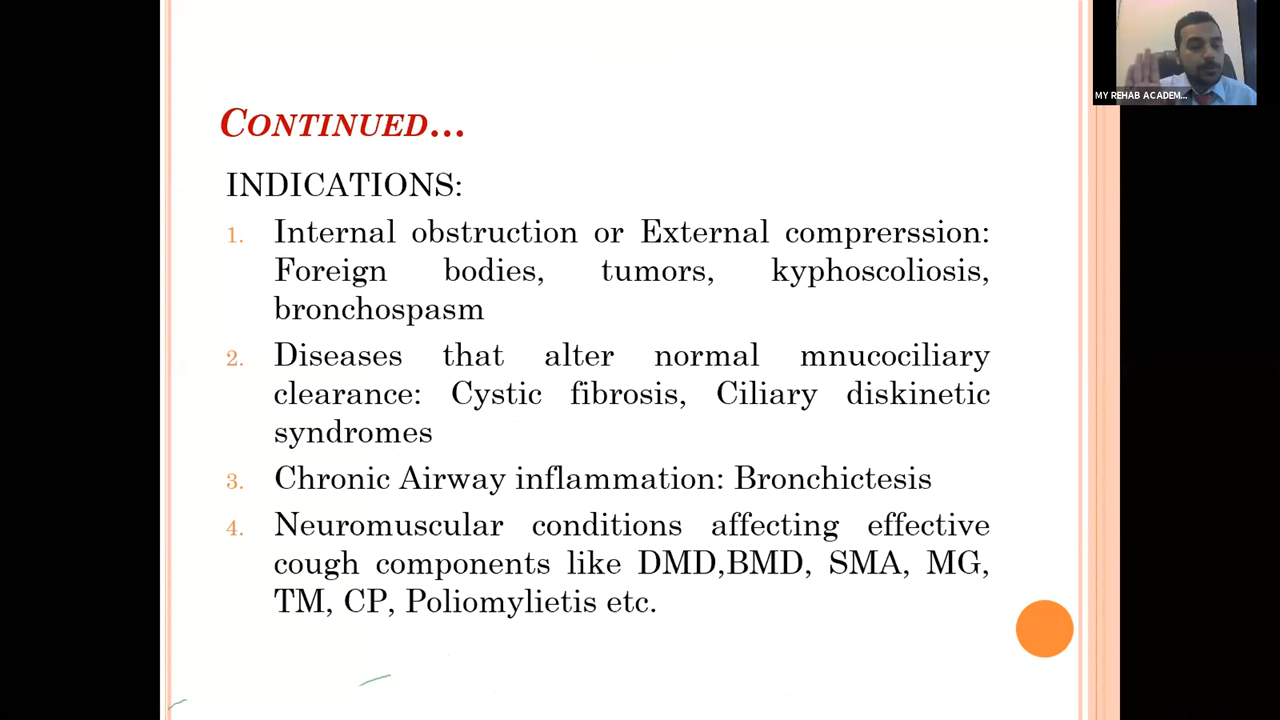 CONTINUED...
INDICATIONS:
1. Internal obstruction or External comprerssion:
Foreign bodies, tumors, kyphoscoliosis,
bronchospasm
2. Diseases that alter normal mnucociliary
clearance: Cystic fibrosis, Ciliary diskinetic
syndromes
3. Chronic Airway inflammation: Bronchictesis
4. Neuromuscular conditions affecting effective
cough components like DMD,BMD, SMA, MG,
TM, CP, Poliomylietis etc.
MY REHAB ACADEM...